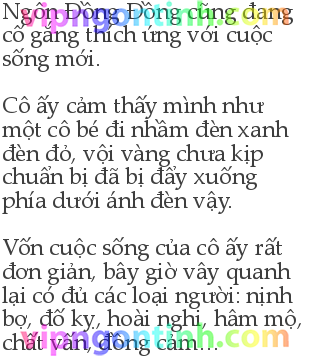 Ngôn Đồng Đồng cũng đang
cố gắng thích ứng với cuộc
sống mới.
Cô ấy cảm thấy mình như
một cô bé đi nhầm đèn xanh
đèn đỏ, vội vàng chưa kịp
chuẩn bị đã bị đẩy xuống
phía dưới ánh đèn vậy.
Vốn cuộc sống của cô ấy rất
đơn giản, bây giờ vây quanh
lại có đủ các loại người: nịnh
bợ, đố kỵ, hoài nghi, hâm mộ,
chất vấn, đồng cảm…
vipngontinh.com
vipngontinh.com